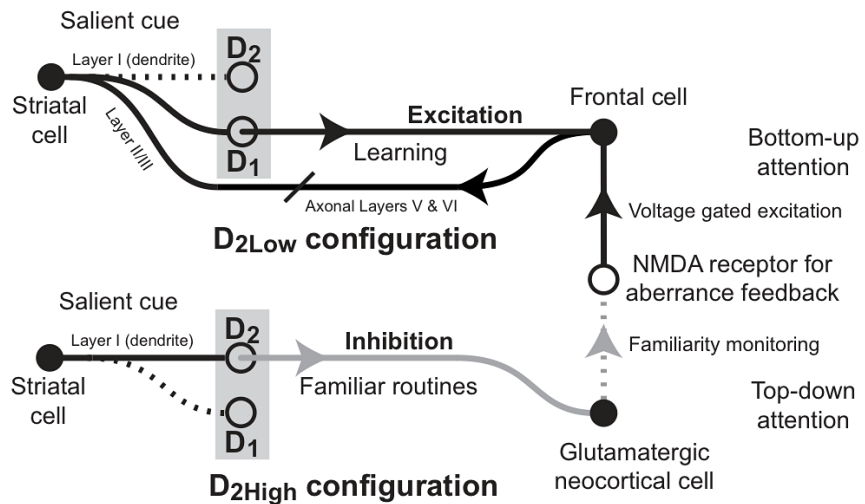 Salient cue
Layer I (dendrite)
D2
Striatal
cell
Layer II/III
D1
Excitation
Learning
Frontal cell
Bottom-up
attention
Axonal Layers V & VI
Voltage gated excitation
D2Low configuration
NMDA receptor for
aberrance feedback
Salient cue
Layer I (dendrite)
D2
Striatal
cell
D1
Inhibition
Familiar routines
Familiarity monitoring
Top-down
attention
Glutamatergic
neocortical cell
D2High configuration